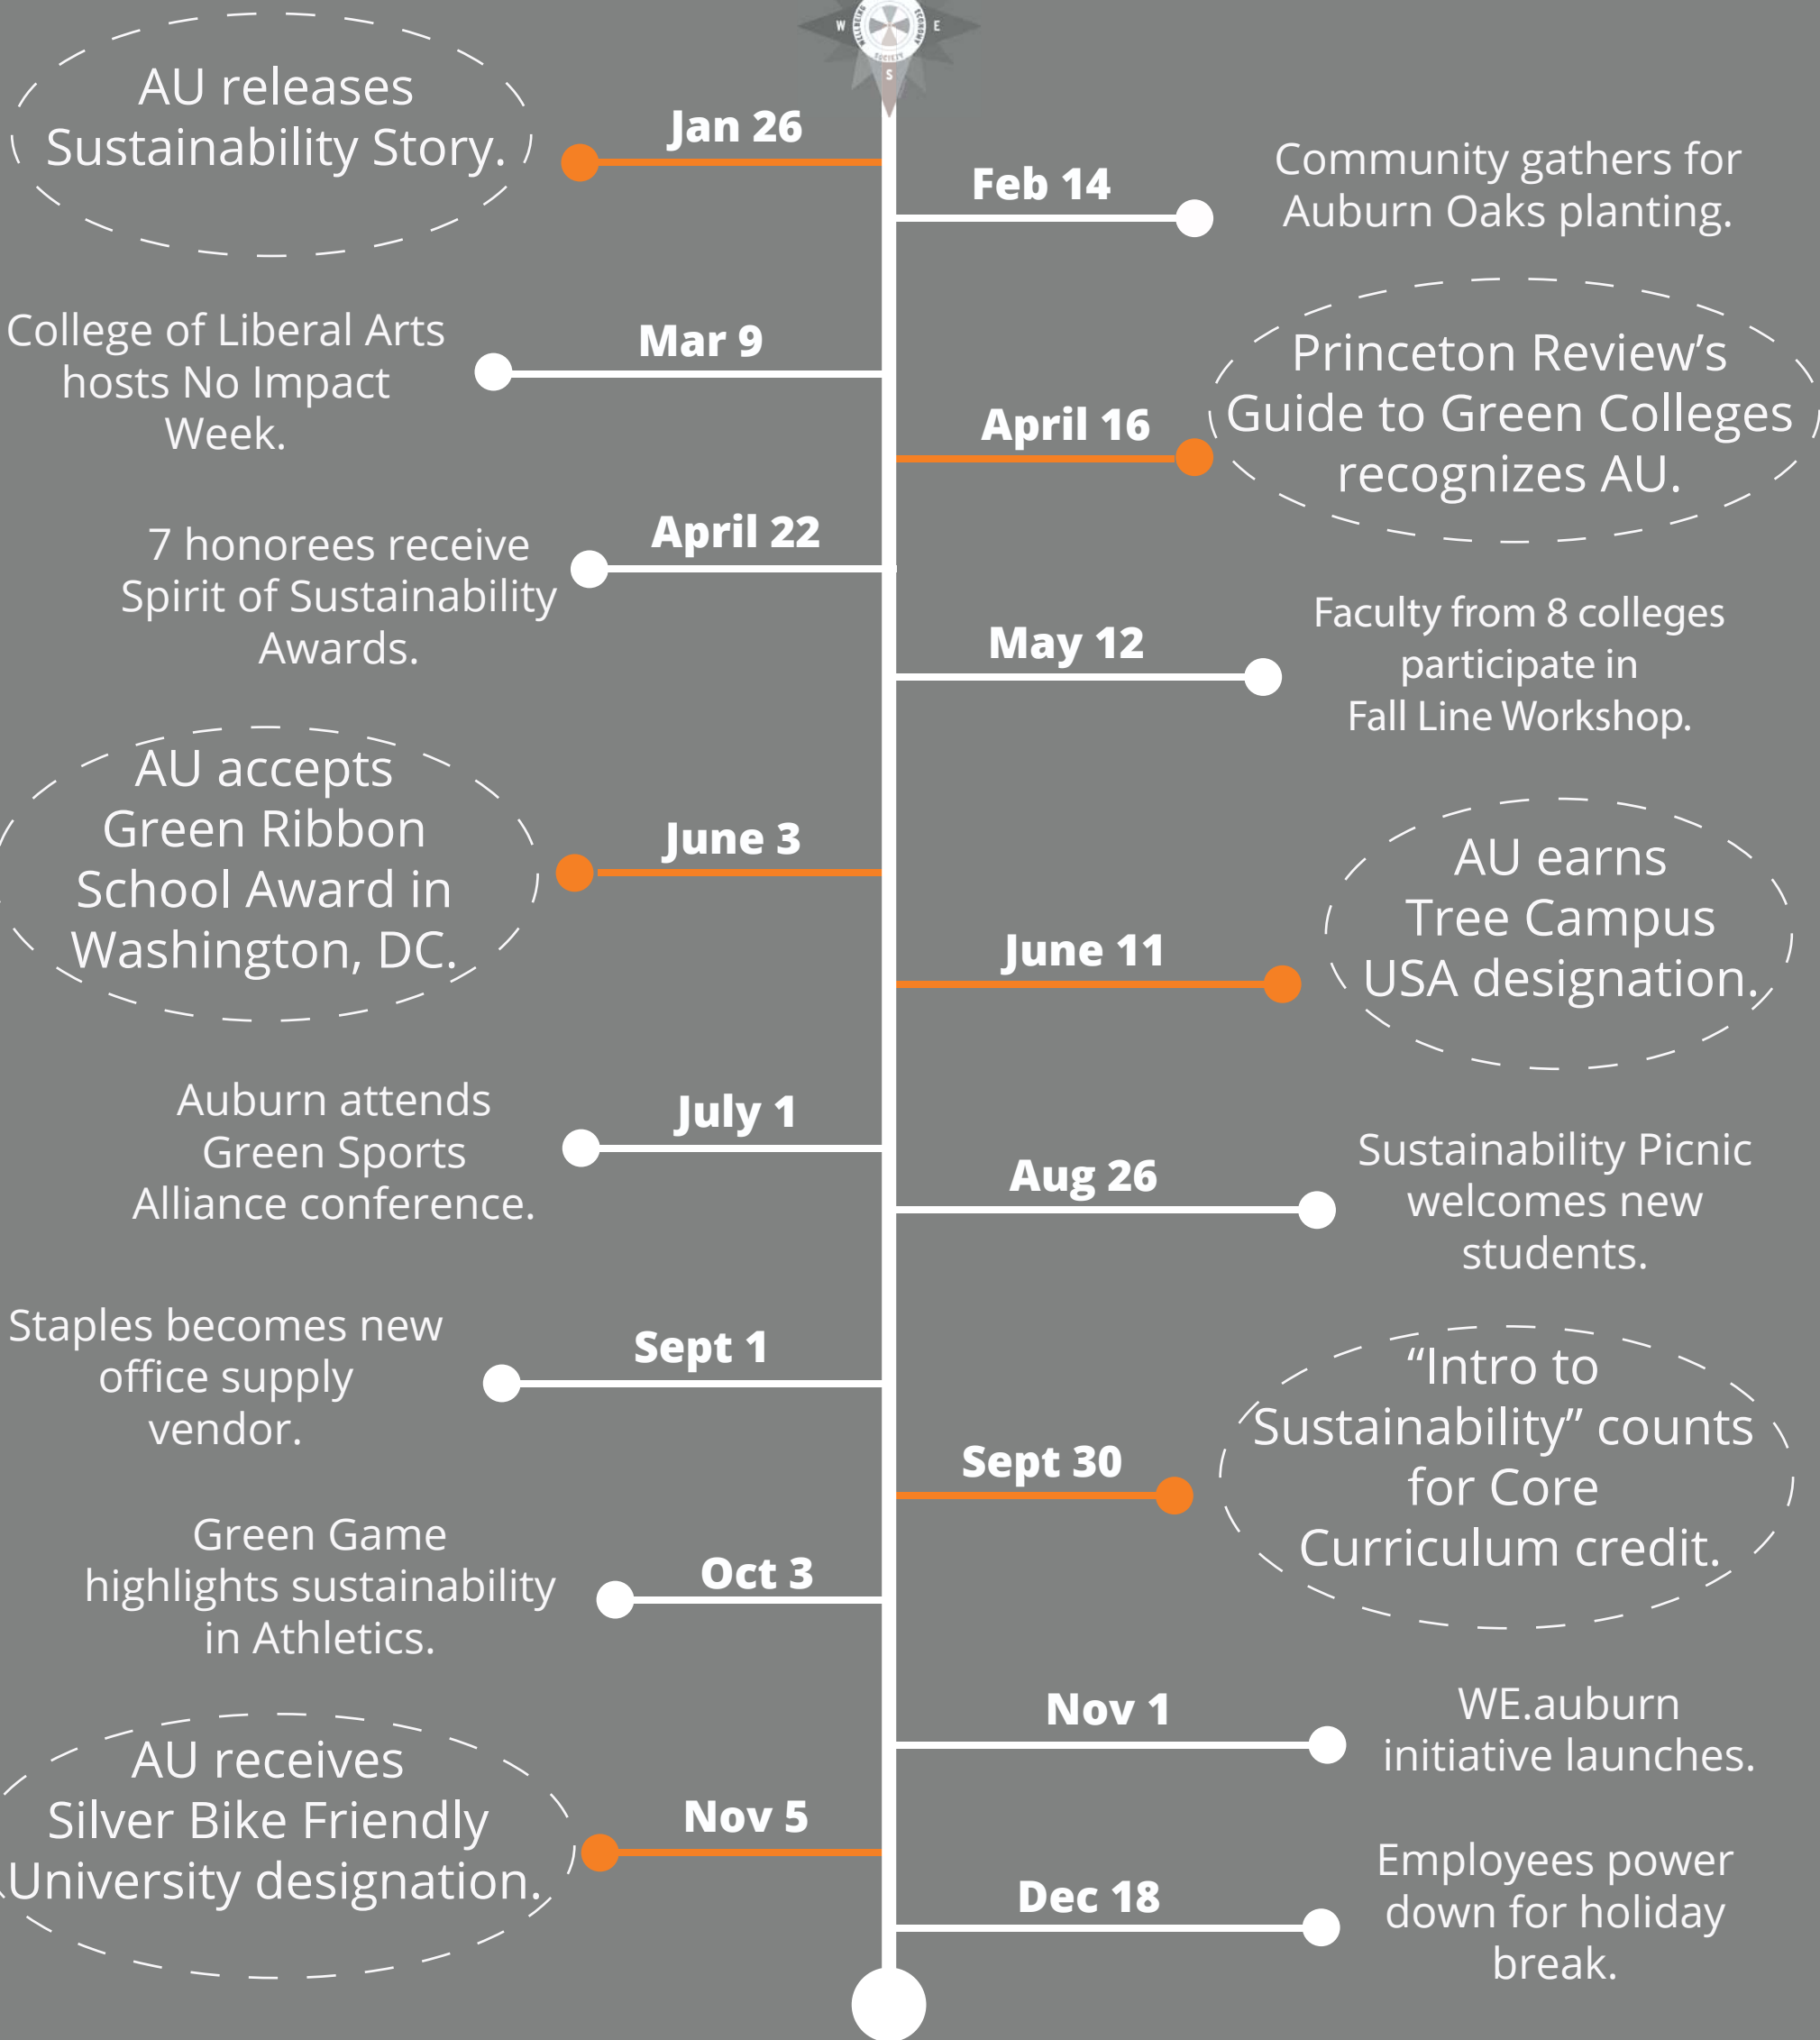 W
E
SOCIETY
ECONOMY
WELLBEING
S
Jan 26
AU releases
Sustainability Story.
Feb 14
Community gathers for
Auburn Oaks planting.
Mar 9
College of Liberal Arts
hosts No Impact
Week.
April 16
Princeton Review’s
Guide to Green Colleges
recognizes AU.
April 22
7 honorees receive
Spirit of Sustainability
Awards.
May 12
Faculty from 8 colleges
participate in
Fall Line Workshop.
June 3
AU accepts
Green Ribbon
School Award in
Washington, DC.
June 11
AU earns
Tree Campus
USA designation.
July 1
Auburn attends
Green Sports
Alliance conference.
Aug 26
Sustainability Picnic
welcomes new
students.
Sept 1
Staples becomes new
office supply
vendor.
Sept 30
“Intro to
Sustainability” counts
for Core
Curriculum credit.
Oct 3
Green Game
highlights sustainability
in Athletics.
Nov 1
WE.auburn
initiative launches.
Nov 5
AU receives
Silver Bike Friendly
University designation.
Dec 18
Employees power
down for holiday
break.